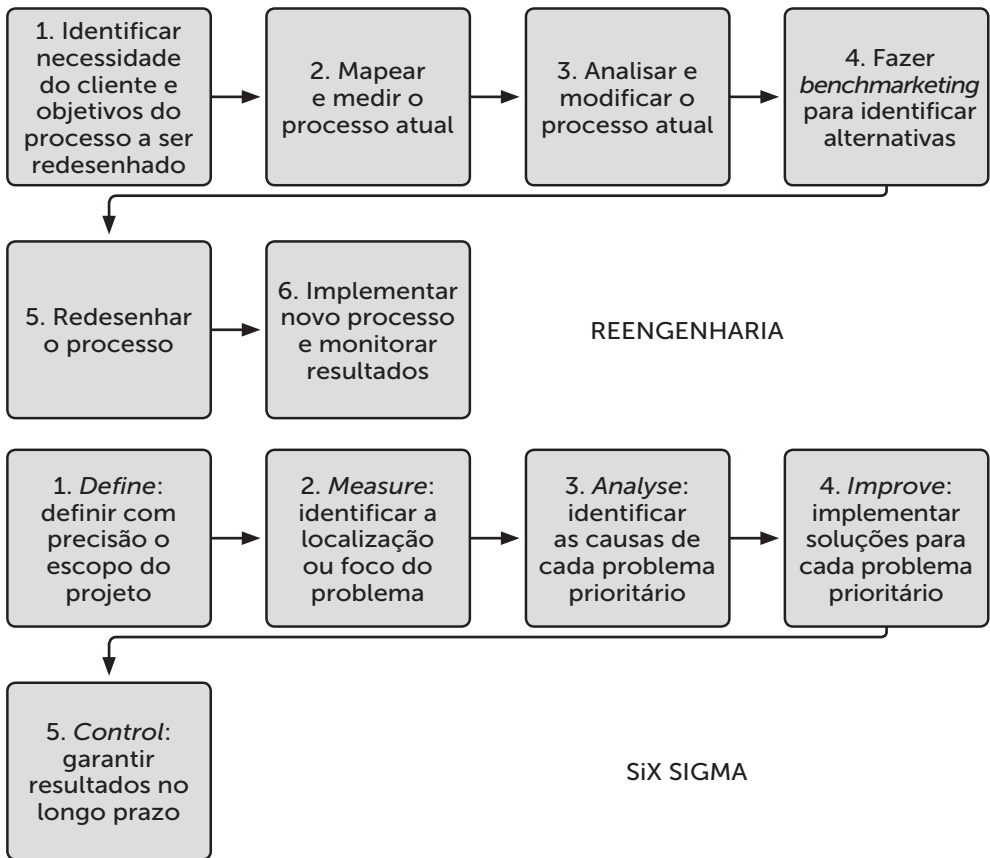 1. Identificar
necessidade
do cliente e
objetivos do
processo a ser
redesenhado
2. Mapear
e medir o
processo atual
3. Analisar e
modificar o
processo atual
4. Fazer
benchmarketing
para identificar
alternativas
5. Redesenhar
o processo
6. Implementar
novo processo
e monitorar
resultados
REENGENHARIA
1. Define:
definir com
precisão o
escopo do
projeto
2. Measure:
identificar a
localização
ou foco do
problema
3. Analyse:
identificar
as causas de
cada problema
prioritário
4. Improve:
implementar
soluções para
cada problema
prioritário
5. Control:
garantir
resultados no
longo prazo
SiX SIGMA